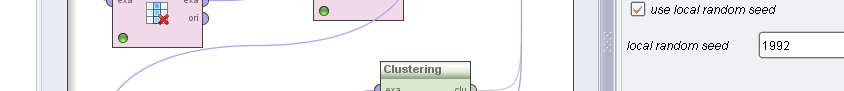 exa exa
ori
use local random seed
local random seed 1992
Clustering
exa clu